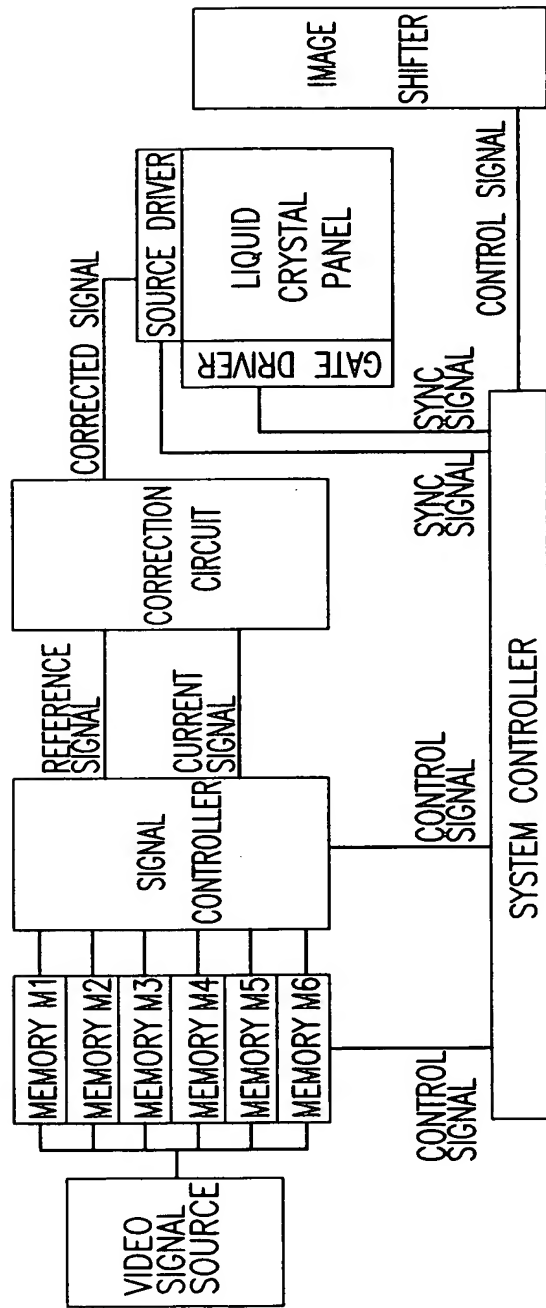 VIDEO
SIGNAL
SOURCE
MEMORY M1
MEMORY M2
MEMORY M3
MEMORY M4
MEMORY M5
MEMORY M6
SIGNAL
CONTROLLER
REFERENCE
SIGNAL
CURRENT
SIGNAL
CORRECTION
CIRCUIT
CORRECTED SIGNAL
SOURCE DRIVER
GATE DRIVER
LIQUID
CRYSTAL
PANEL
IMAGE
SHIFTER
CONTROL
SIGNAL
CONTROL
SIGNAL
SYNC
SIGNAL
SYNC
SIGNAL
CONTROL SIGNAL
SYSTEM CONTROLLER